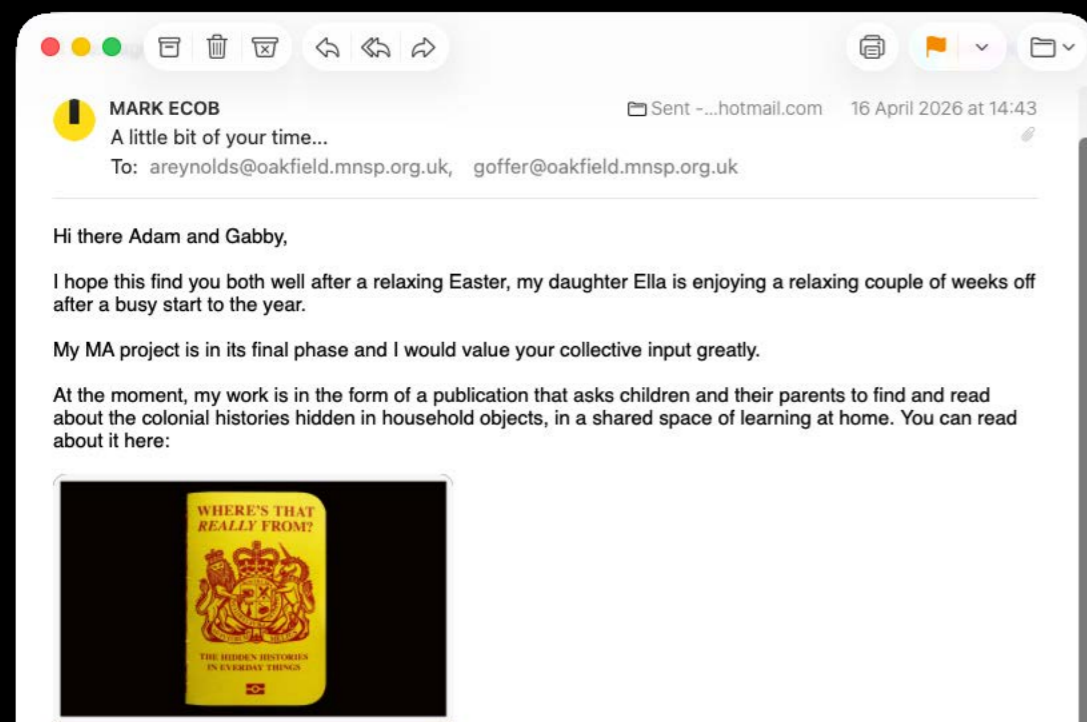 MARK ECOB
Sent -...hotmail.com
16 April 2026 at 14:43
A little bit of your time...
To: areynolds@oakfield.mnsp.org.uk, goffer@oakfield.mnsp.org.uk
Hi there Adam and Gabby,
I hope this find you both well after a relaxing Easter, my daughter Ella is enjoying a relaxing couple of weeks off
after a busy start to the year.
My MA project is in its final phase and I would value your collective input greatly.
At the moment, my work is in the form of a publication that asks children and their parents to find and read
about the colonial histories hidden in household objects, in a shared space of learning at home. You can read
about it here:
WHERE'S THAT
REALLY FROM?
THE HIDDEN HISTORIES
IN EVERYDAY THINGS